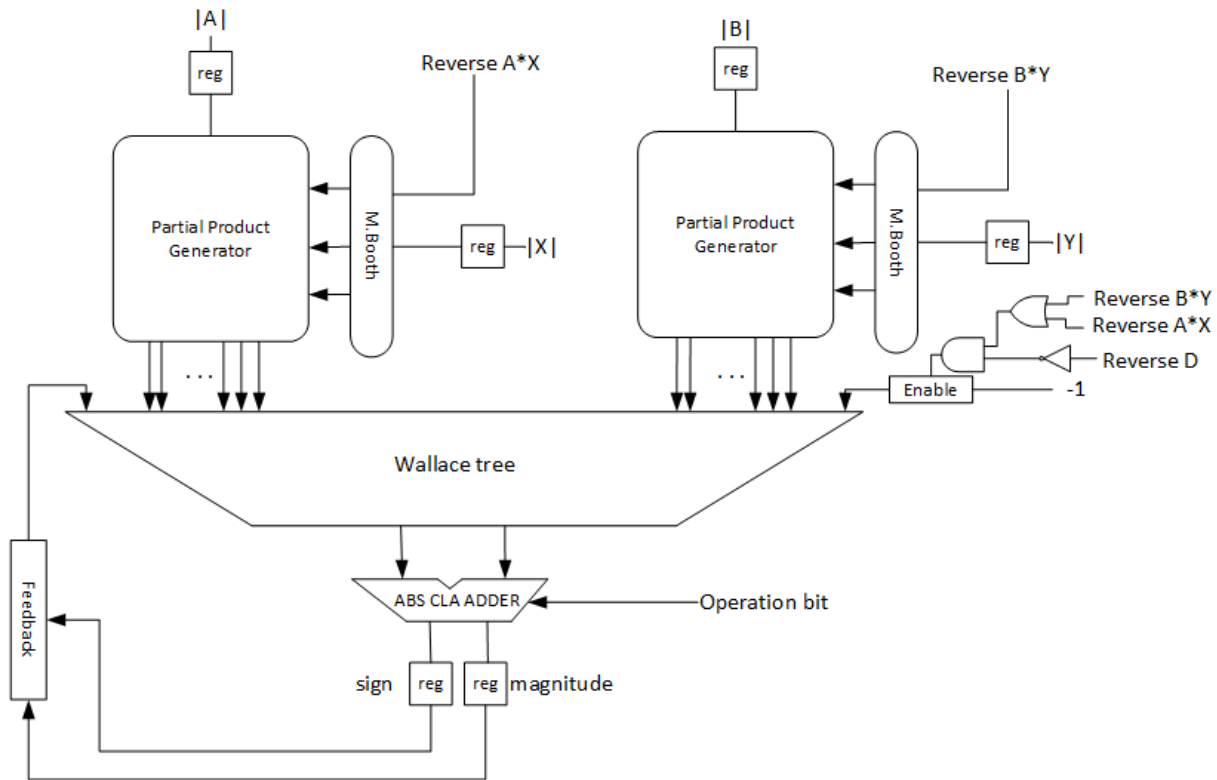 |A|
|B|
reg
reg
Reverse A*X
Reverse B*Y
Partial Product
Generator
M.Booth
reg
|X|
Partial Product
Generator
M.Booth
reg
|Y|
Reverse B*Y
Reverse A*X
Reverse D
...
...
Enable
-1
Wallace tree
Feedback
ABS CLA ADDER
Operation bit
sign
reg
reg
magnitude